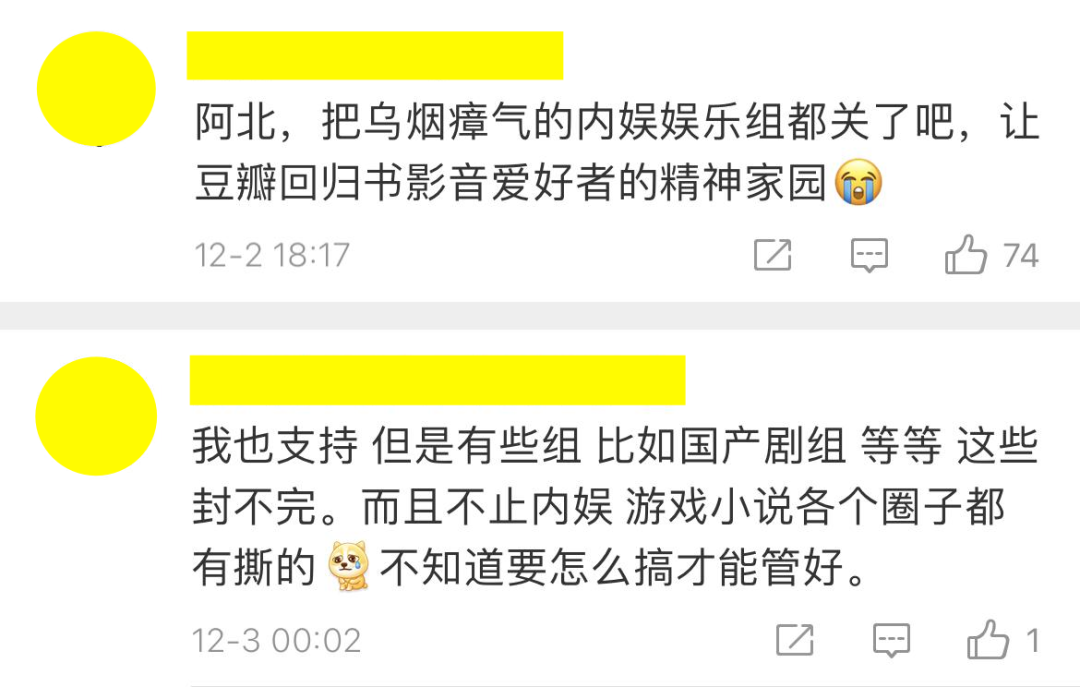 阿北，把乌烟瘴气的内娱娱乐组都关了吧，让
豆瓣回归书影音爱好者的精神家园😭
12-2 18:17
74
我也支持 但是有些组 比如国产剧组 等等 这些
封不完。而且不止内娱 游戏小说各个圈子都
有撕的 不知道要怎么搞才能管好。
12-3 00:02
1